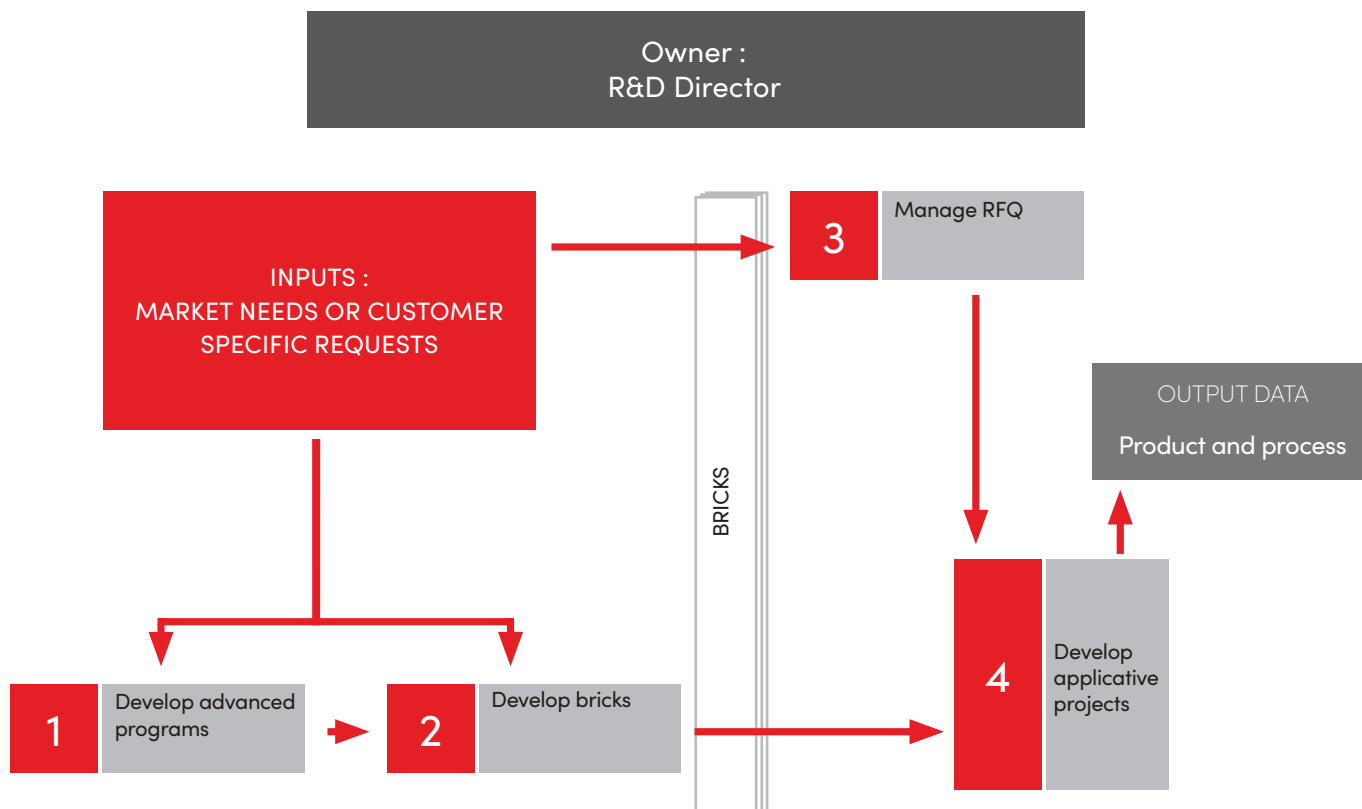 Owner :
R&D Director
INPUTS :
MARKET NEEDS OR CUSTOMER
SPECIFIC REQUESTS
3
Manage RFQ
BRICKS
OUTPUT DATA
Product and process
1
Develop advanced
programs
2
Develop bricks
4
Develop
applicative
projects